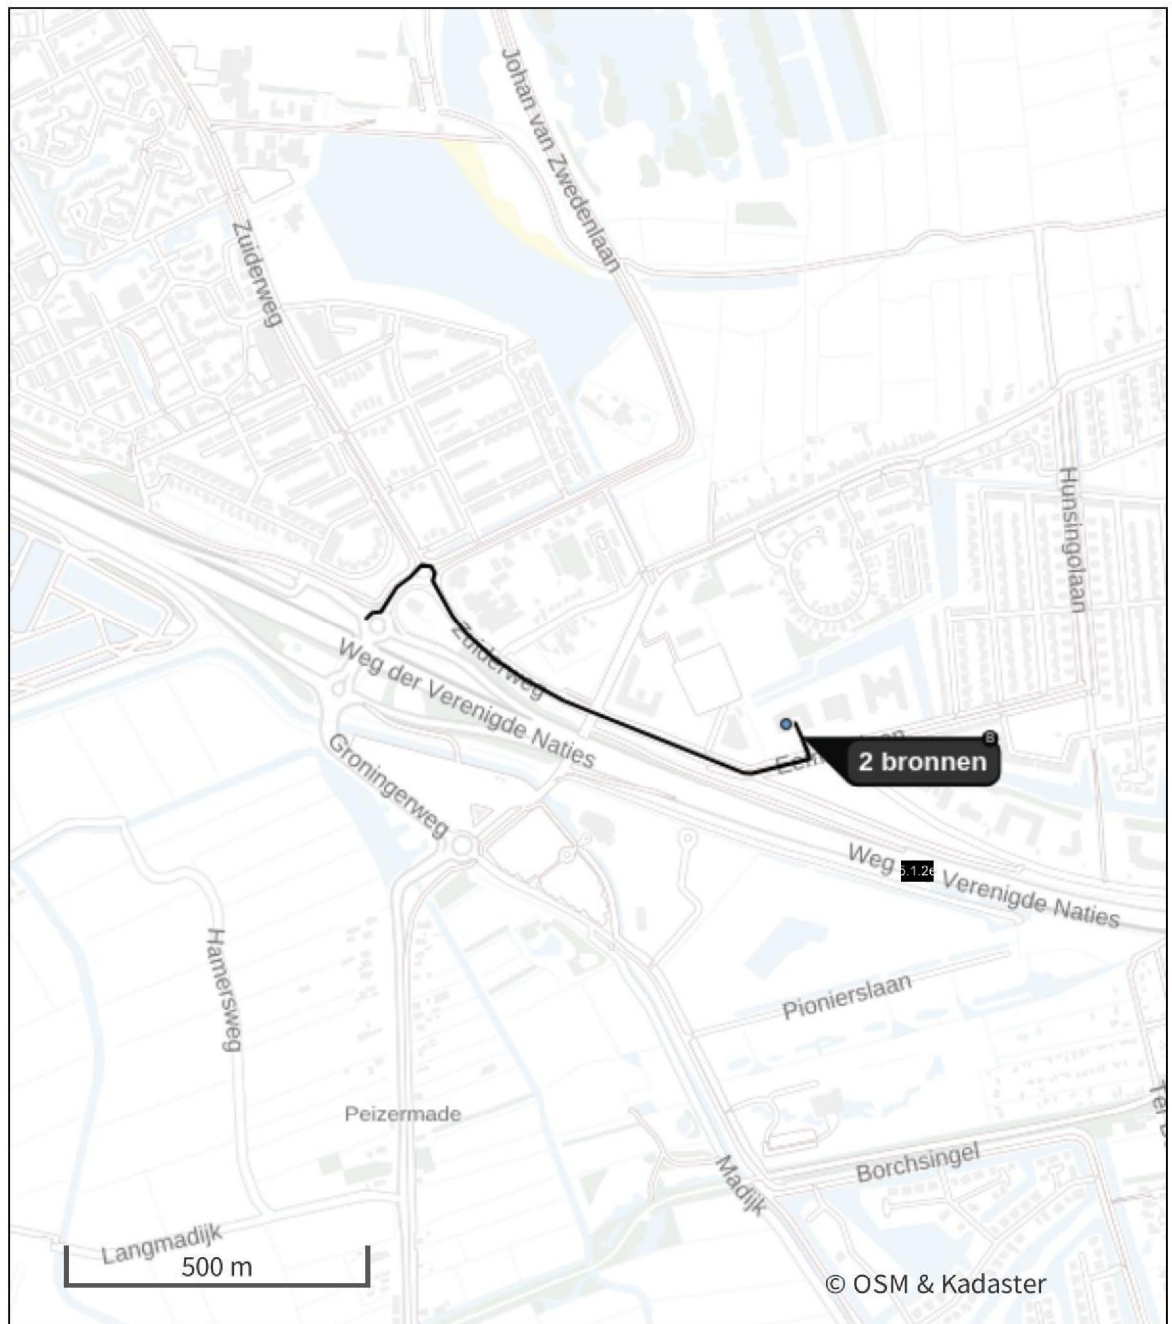 Johan van Zwedenlaan
Zuiderweg
Hunsingolaan
Zuiderweg
Weg der Verenigde Naties
2 bronnen
Groningerweg
Weg
Verenigde Naties
Hamersweg
Pionierslaan
Peizermade
Borchsingel
Madijk
Langmadijk
500 m
© OSM & Kadaster